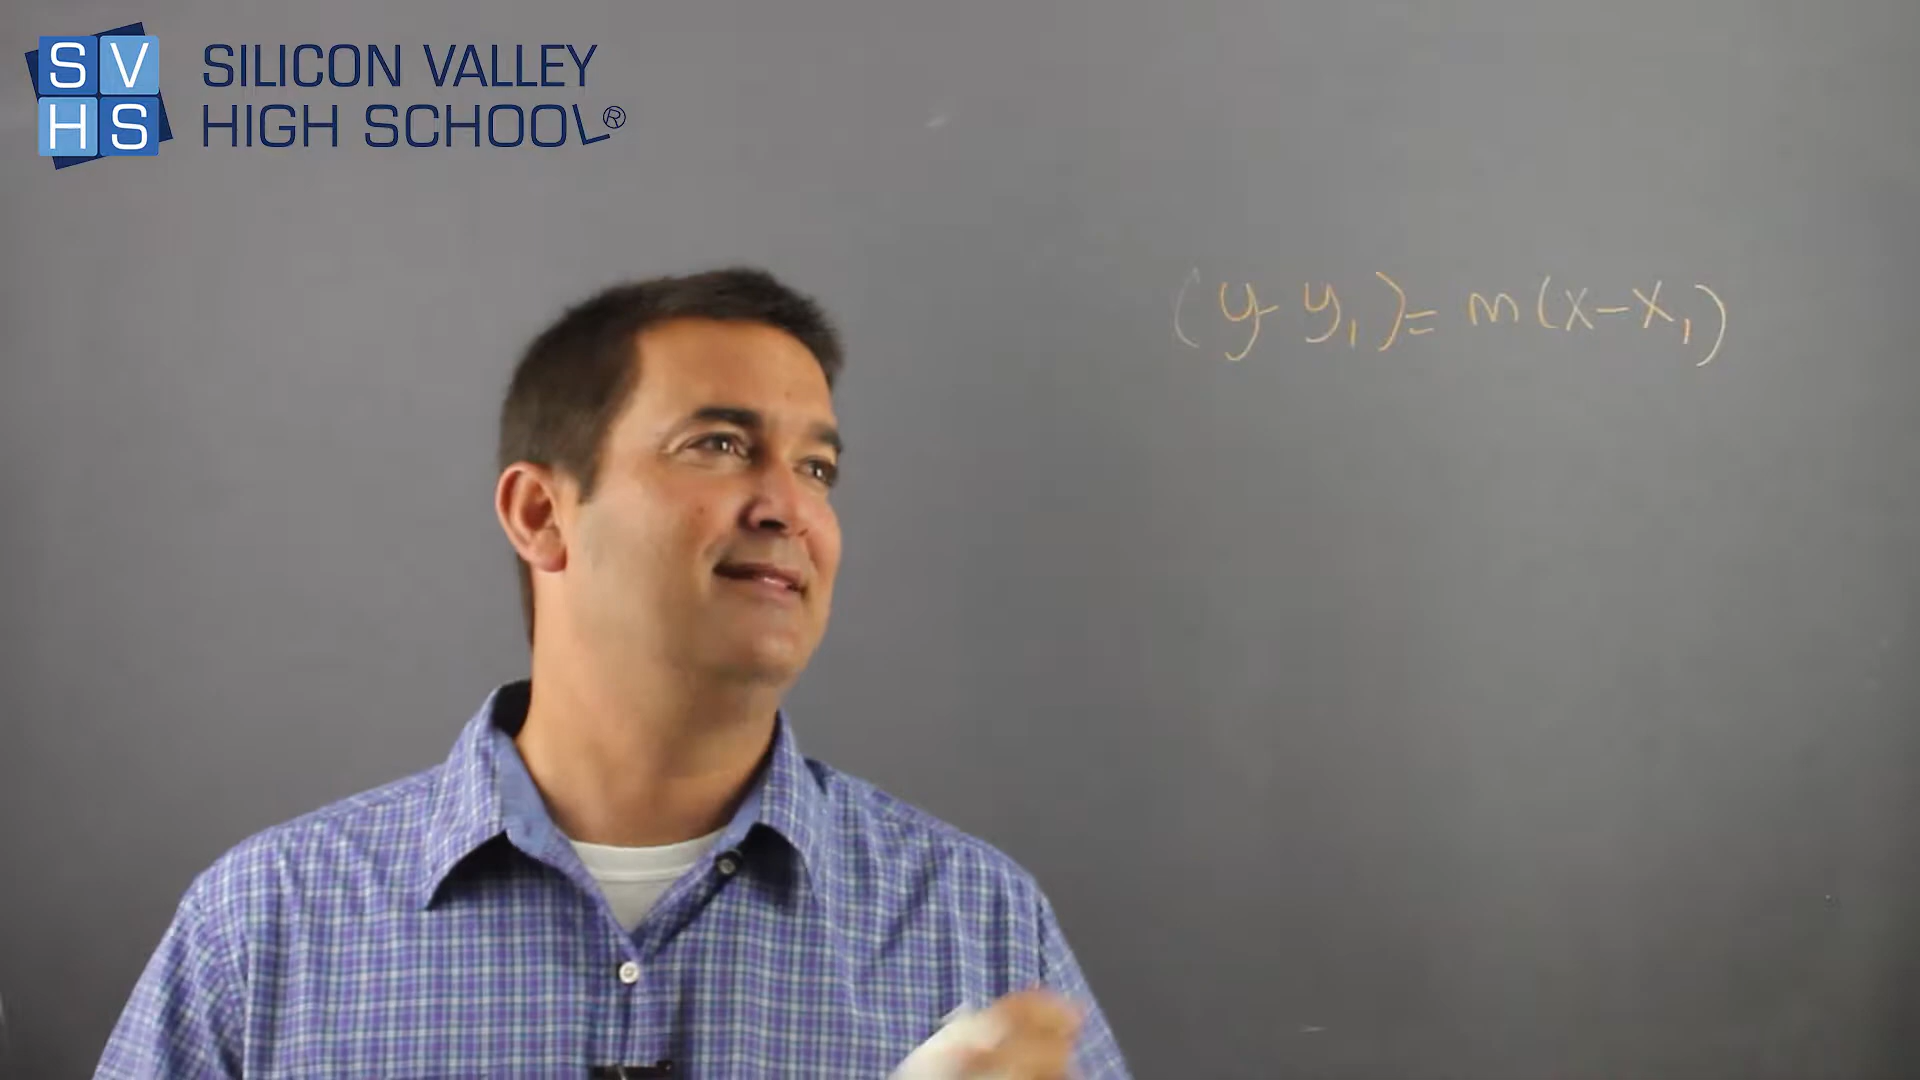 SV
HS
SILICON VALLEY
HIGH SCHOOL®
(y- y₁) = m(x-x₁)